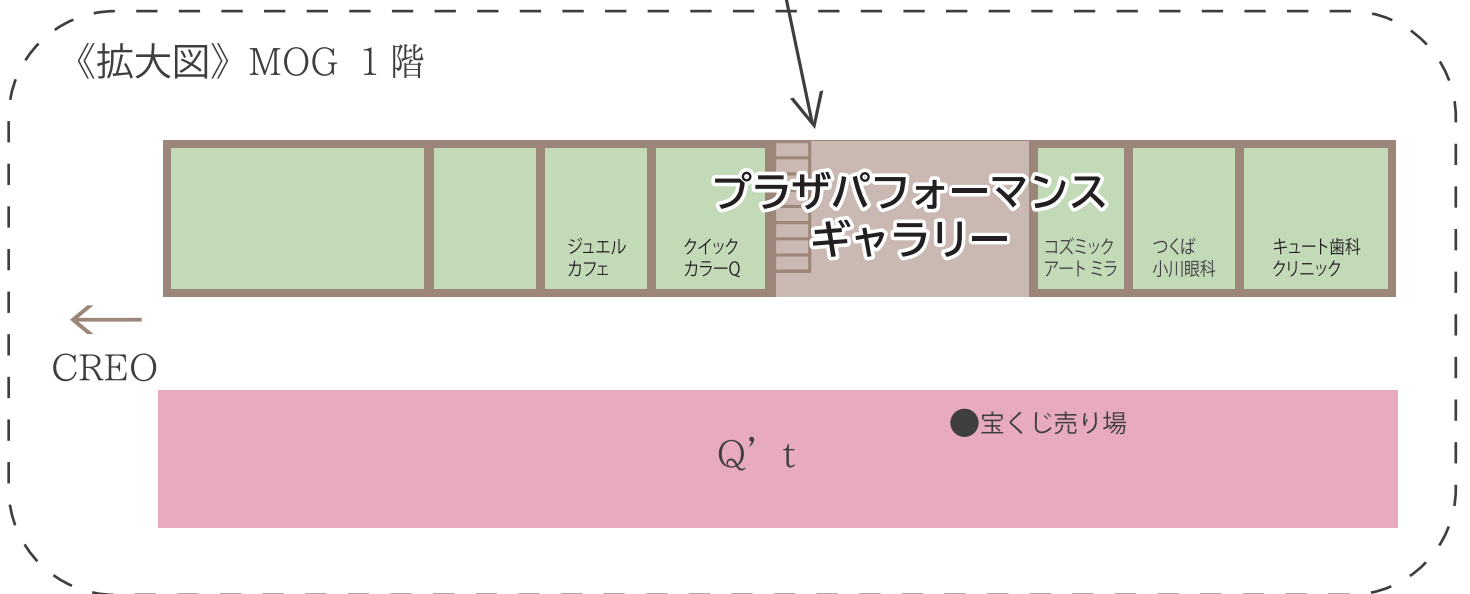 《拡大図》MOG 1階
プラザパフォーマンス
ギャラリー
ジュエル
カフェ
クイック
カラーQ
コズミック
アート ミラ
つくば
小川眼科
キュート歯科
クリニック
CREO
宝くじ売り場
Q’t